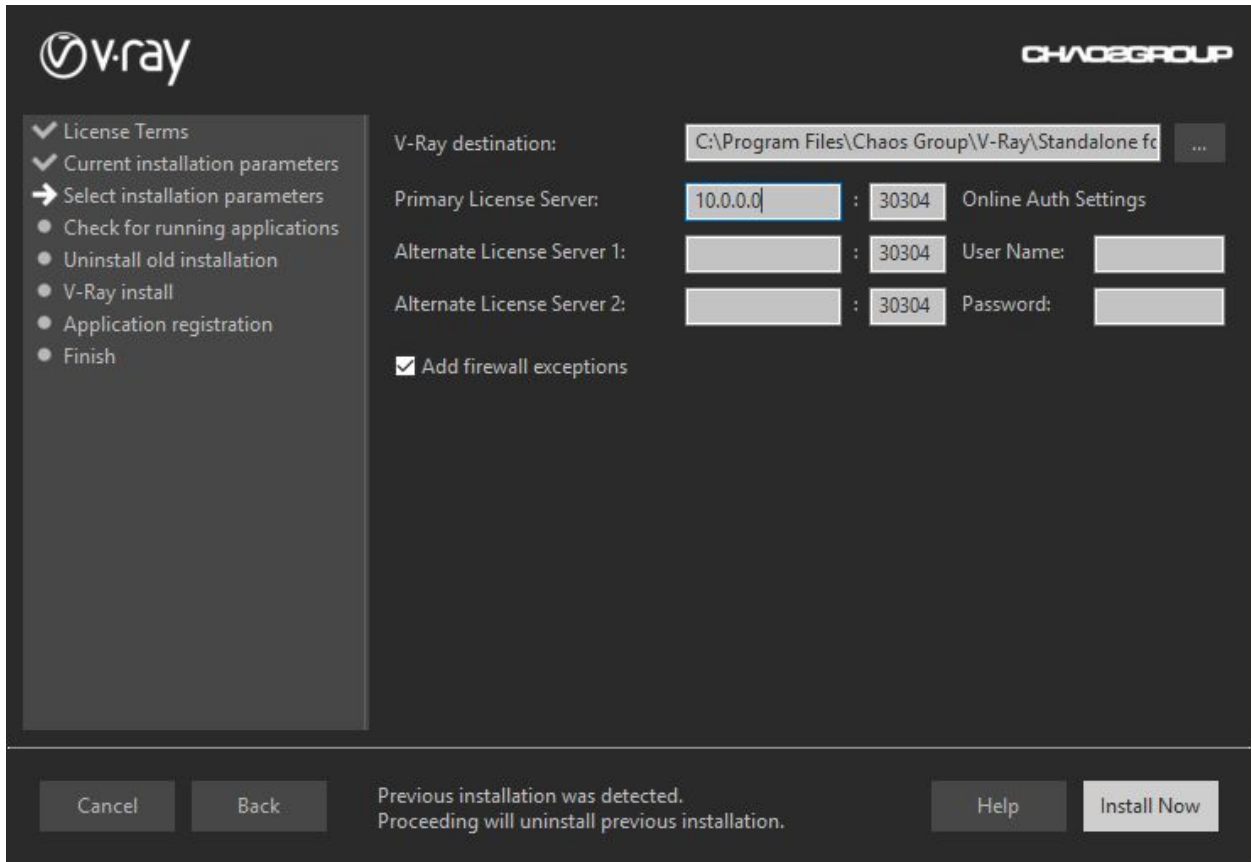 v·ray
CHAOSGROUP
License Terms
Current installation parameters
Select installation parameters
Check for running applications
Uninstall old installation
V-Ray install
Application registration
Finish
V-Ray destination: C:\Program Files\Chaos Group\V-Ray\Standalone fo ...
Primary License Server: 10.0.0.0 : 30304 Online Auth Settings
Alternate License Server 1: : 30304 User Name:
Alternate License Server 2: : 30304 Password:
Add firewall exceptions
Cancel Back
Previous installation was detected.
Proceeding will uninstall previous installation.
Help Install Now